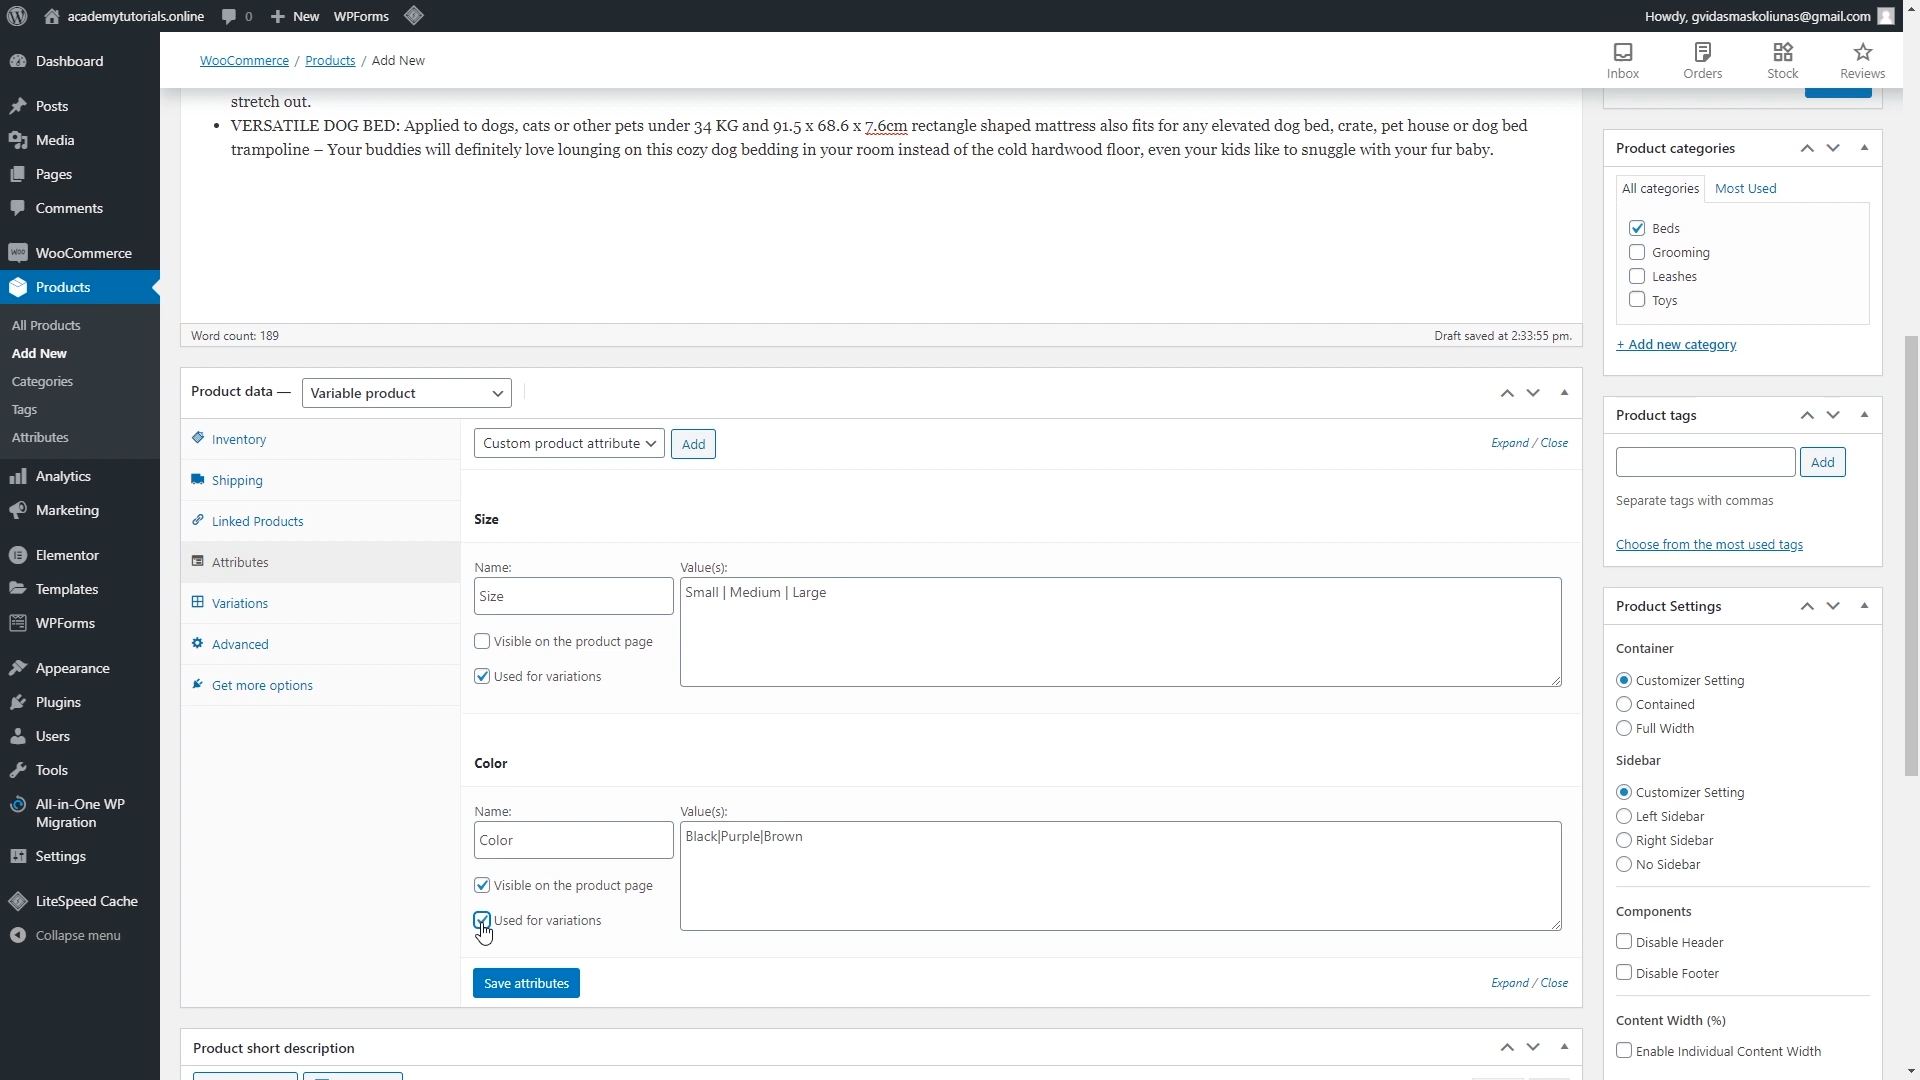 academytutorials.online
0
New
WPForms
Howdy, gvidasmaskoliunas@gmail.com
Dashboard
Posts
Media
Pages
Comments
WooCommerce
Products
All Products
Add New
Categories
Tags
Attributes
Analytics
Marketing
Elementor
Templates
WPForms
Appearance
Plugins
Users
Tools
All-in-One WP
Migration
Settings
LiteSpeed Cache
Collapse menu
WooCommerce / Products / Add New
Inbox
Orders
Stock
Reviews
stretch out.
• VERSATILE DOG BED: Applied to dogs, cats or other pets under 34 KG and 91.5 x 68.6 x 7.6cm rectangle shaped mattress also fits for any elevated dog bed, crate, pet house or dog bed
trampoline – Your buddies will definitely love lounging on this cozy dog bedding in your room instead of the cold hardwood floor, even your kids like to snuggle with your fur baby.
Word count: 189
Draft saved at 2:33:55 pm.
Product data —
Variable product
Inventory
Shipping
Linked Products
Attributes
Variations
Advanced
Get more options
Custom product attribute
Add
Expand / Close
Size
Name:
Value(s):
Size
Small | Medium | Large
Visible on the product page
Used for variations
Color
Name:
Value(s):
Color
Black|Purple|Brown
Visible on the product page
Used for variations
Save attributes
Expand / Close
Product short description
Product categories
All categories
Most Used
Beds
Grooming
Leashes
Toys
+ Add new category
Product tags
Add
Separate tags with commas
Choose from the most used tags
Product Settings
Container
Customizer Setting
Contained
Full Width
Sidebar
Customizer Setting
Left Sidebar
Right Sidebar
No Sidebar
Components
Disable Header
Disable Footer
Content Width (%)
Enable Individual Content Width